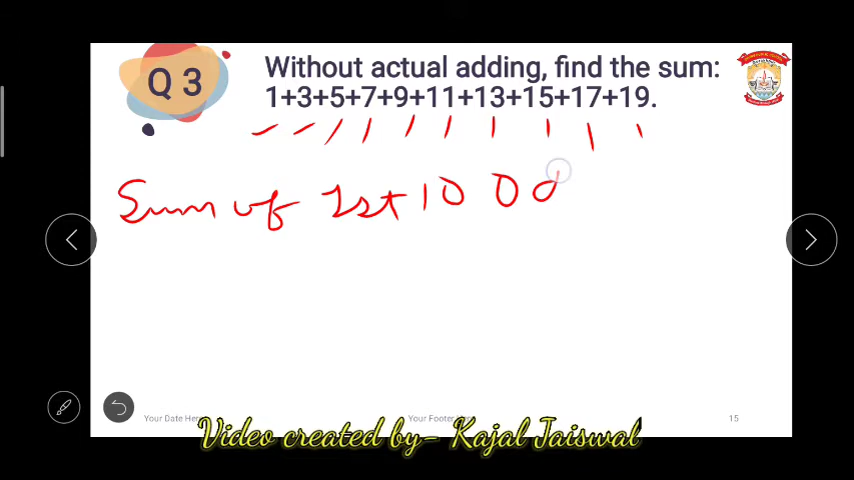 Q 3
Without actual adding, find the sum:
1+3+5+7+9+11+13+15+17+19.
Sum of 1st 10 Od
Your Date Here
Your Footer Here
15
Video created by- Kajal Jaiswal